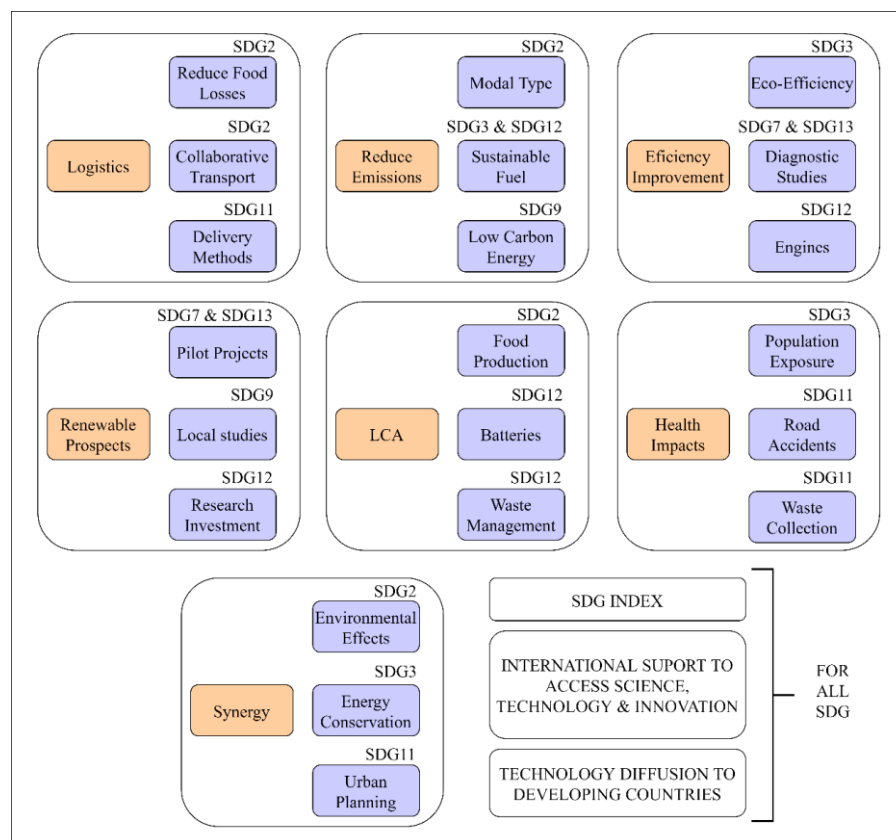 SDG2
Reduce Food
Losses
SDG2
Logistics
Collaborative
Transport
SDG11
Delivery
Methods
SDG2
Modal Type
SDG3 & SDG12
Reduce
Emissions
Sustainable
Fuel
SDG9
Low Carbon
Energy
SDG3
Eco-Efficiency
SDG7 & SDG13
Eficiency
Improvement
Diagnostic
Studies
SDG12
Engines
SDG7 & SDG13
Pilot Projects
SDG9
Renewable
Prospects
Local studies
SDG12
Research
Investment
SDG2
Food
Production
SDG12
LCA
Batteries
SDG12
Waste
Management
SDG3
Population
Exposure
SDG11
Health
Impacts
Road
Accidents
SDG11
Waste
Collection
SDG2
Environmental
Effects
SDG3
Synergy
Energy
Conservation
SDG11
Urban
Planning
SDG INDEX
INTERNATIONAL SUPORT TO
ACCESS SCIENCE,
TECHNOLOGY & INNOVATION
TECHNOLOGY DIFFUSION TO
DEVELOPING COUNTRIES
FOR
ALL
SDG